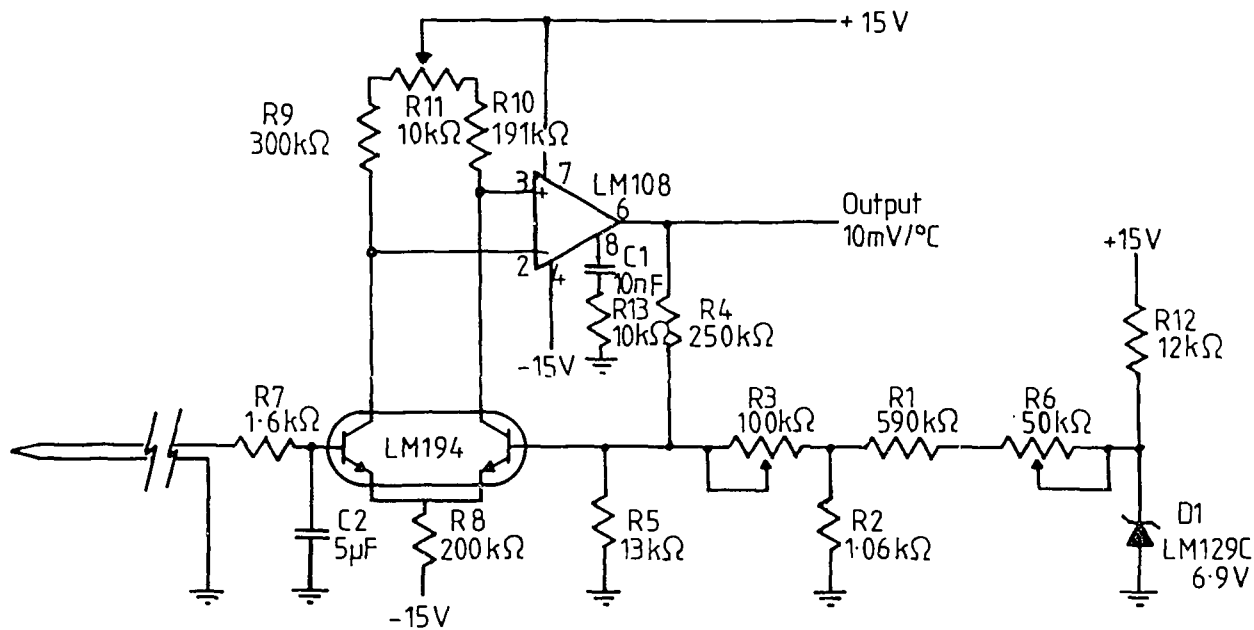 + 15V
R9
300kΩ
R11
10kΩ
R10
191kΩ
3
+
7
LM108
6
2
4
8
C1
10nF
R13
10kΩ
-15V
R4
250kΩ
Output
10mV/°C
+15V
R12
12kΩ
R7
1·6kΩ
LM194
R3
100kΩ
R1
590kΩ
R6
50kΩ
C2
5µF
R8
200kΩ
-15V
R5
13kΩ
R2
1·06kΩ
D1
LM129C
6·9V